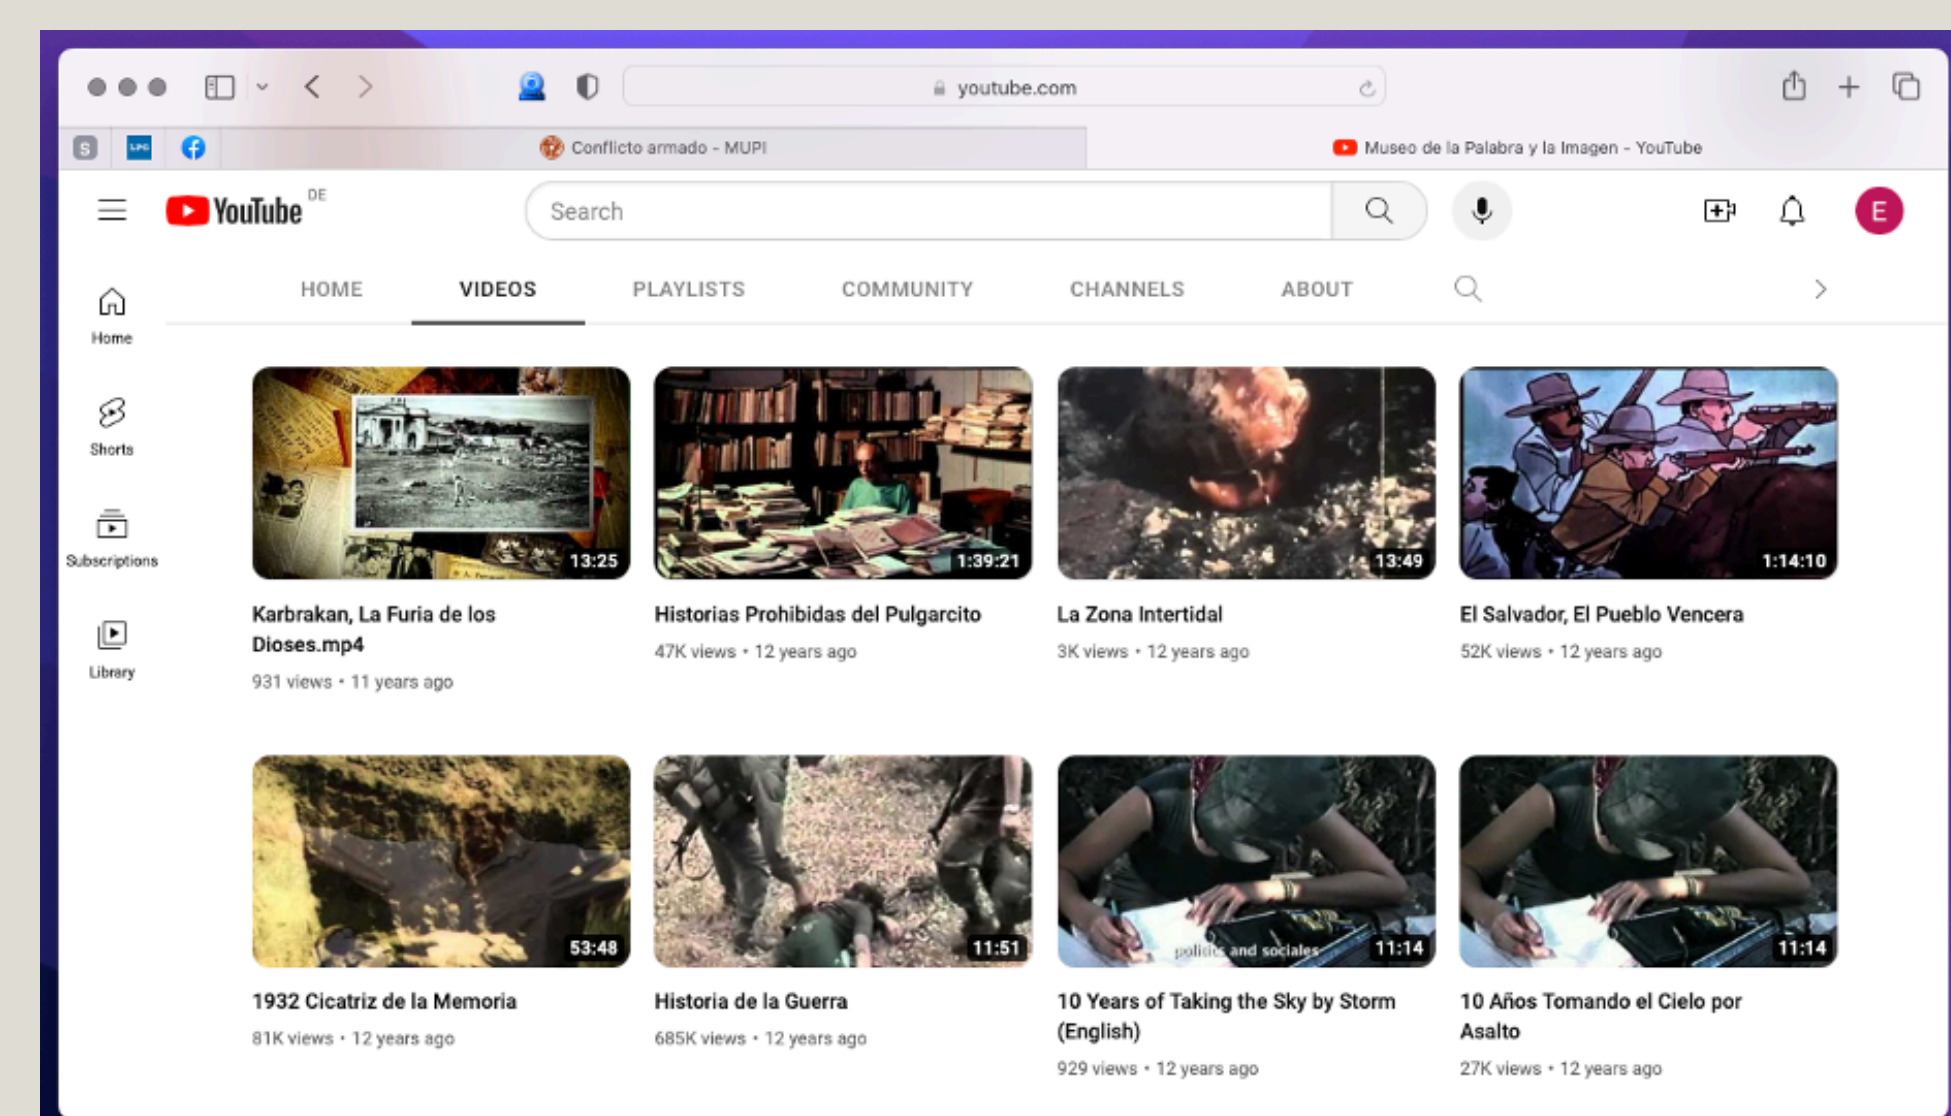 youtube.com
S
LPG
Conflicto armado - MUPI
Museo de la Palabra y la Imagen - YouTube
YouTube DE
Search
E
HOME
VIDEOS
PLAYLISTS
COMMUNITY
CHANNELS
ABOUT
Home
Shorts
Subscriptions
Library
13:25
1:39:21
13:49
1:14:10
Karbrakan, La Furia de los
Dioses.mp4
931 views • 11 years ago
Historias Prohibidas del Pulgarcito
47K views • 12 years ago
La Zona Intertidal
3K views • 12 years ago
El Salvador, El Pueblo Vencera
52K views • 12 years ago
53:48
11:51
politics and sociales
11:14
11:14
1932 Cicatriz de la Memoria
81K views • 12 years ago
Historia de la Guerra
685K views • 12 years ago
10 Years of Taking the Sky by Storm
(English)
929 views • 12 years ago
10 Años Tomando el Cielo por
Asalto
27K views • 12 years ago